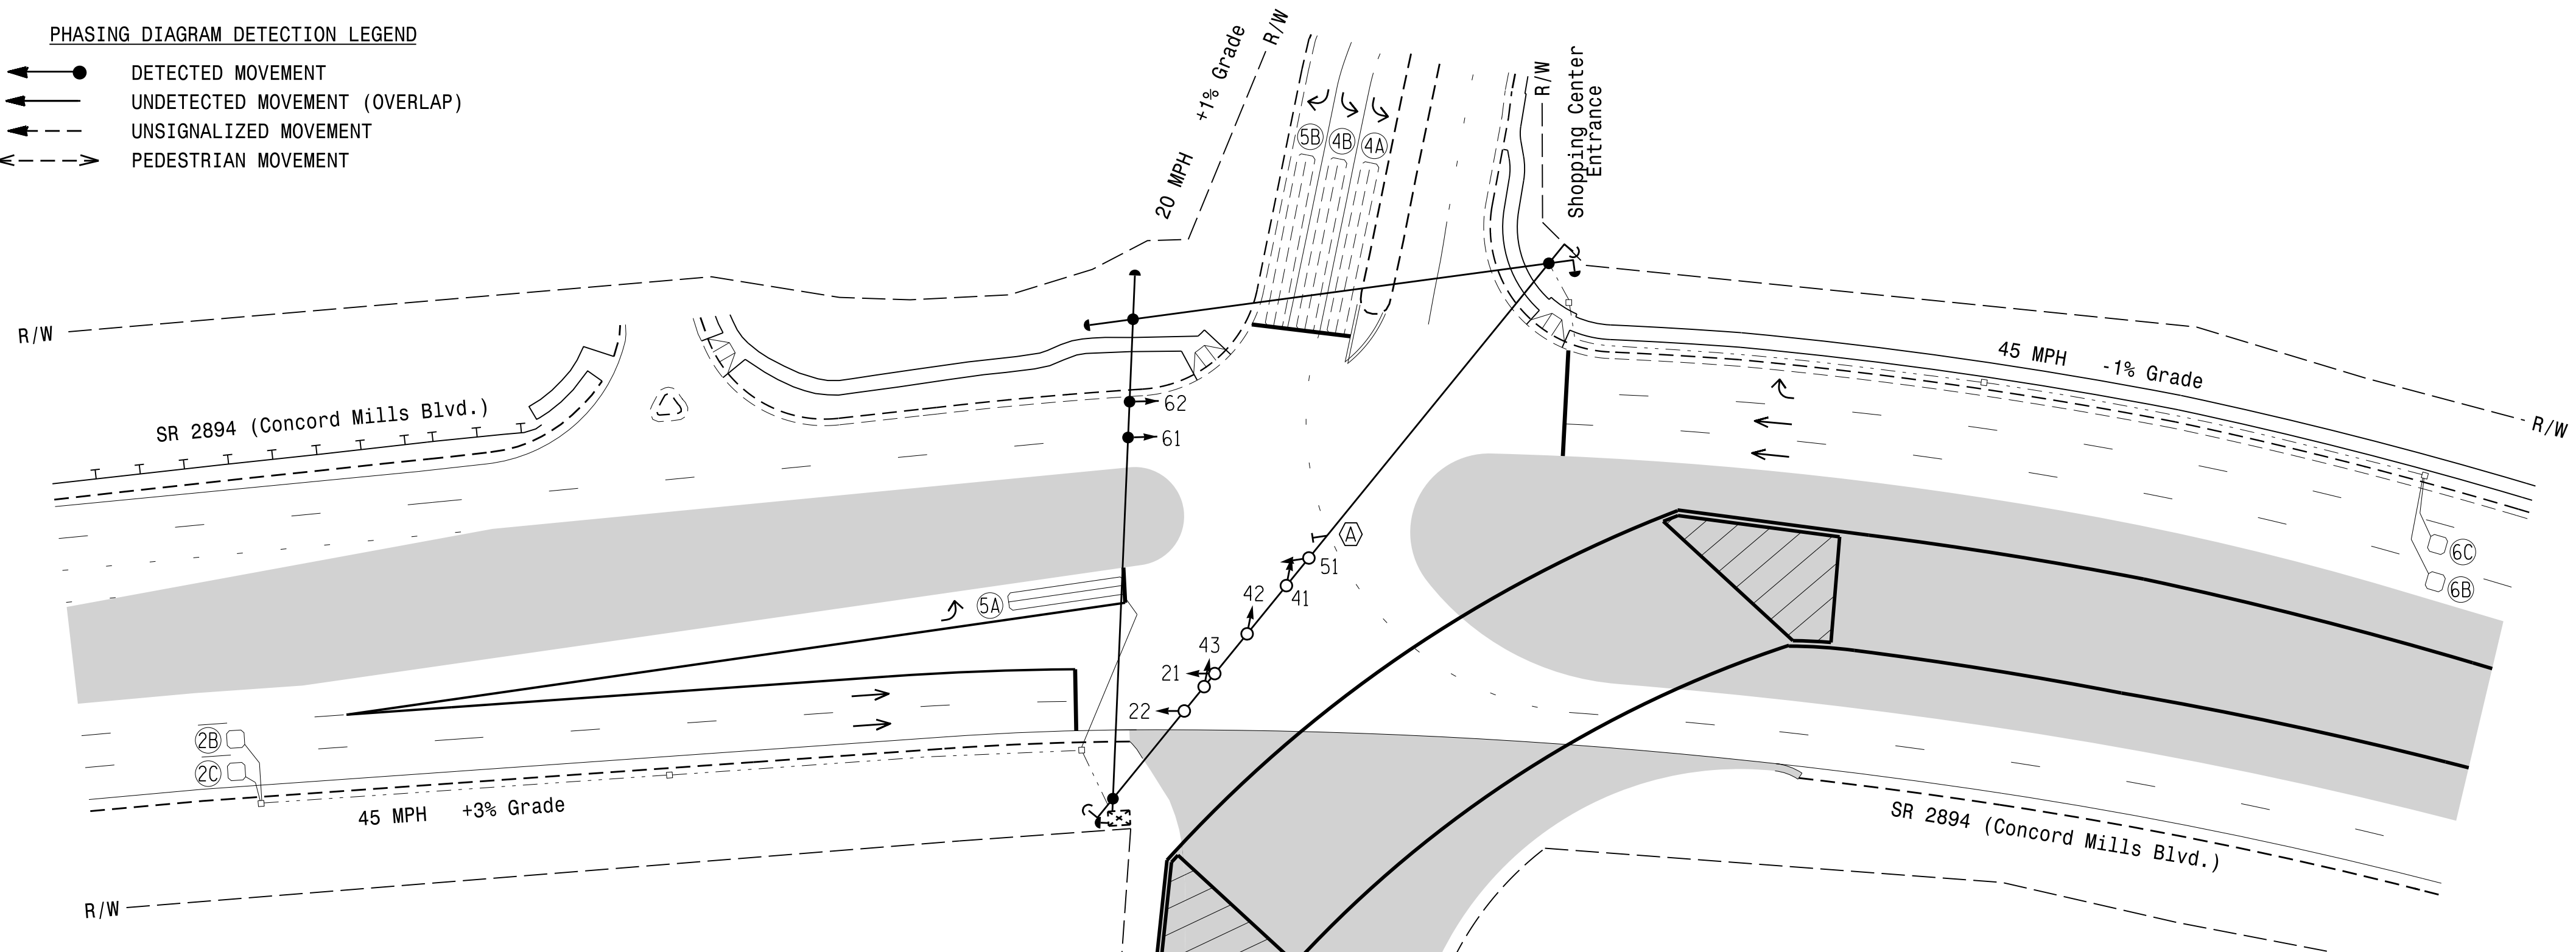 PHASING DIAGRAM DETECTION LEGEND
DETECTED MOVEMENT
UNDETECTED MOVEMENT (OVERLAP)
UNSIGNALIZED MOVEMENT
PEDESTRIAN MOVEMENT
20 MPH +1% Grade
R/W
5B
4B
4A
R/W
Shopping Center
Entrance
R/W
SR 2894 (Concord Mills Blvd.)
62
61
45 MPH -1% Grade
R/W
A
51
41
42
43
21
22
5A
6C
6B
2B
2C
45 MPH +3% Grade
SR 2894 (Concord Mills Blvd.)
R/W